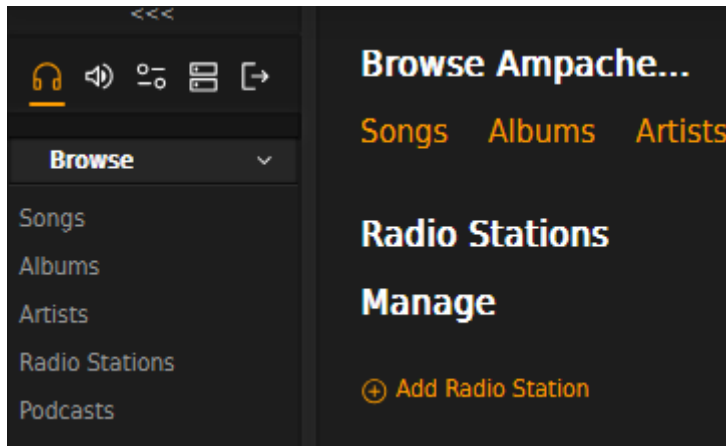 <<<
Browse
Songs
Albums
Artists
Radio Stations
Podcasts
Browse Ampache...
Songs Albums Artists
Radio Stations
Manage
Add Radio Station